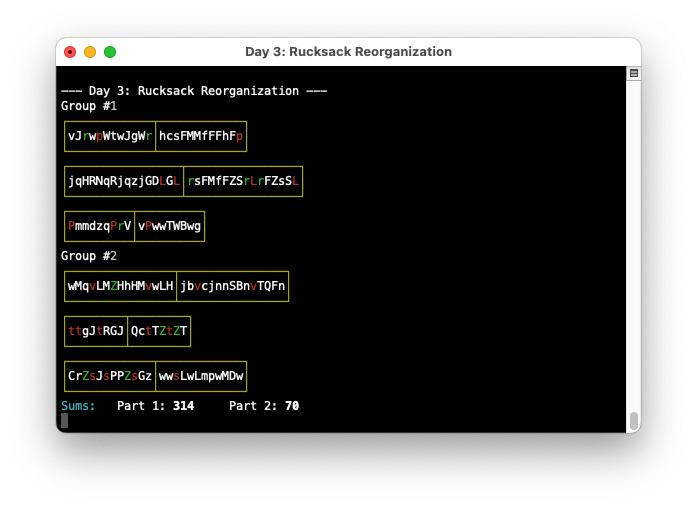 Day 3: Rucksack Reorganization
--- Day 3: Rucksack Reorganization ---
Group #1
vJrwpWtwJgWr hcsFMMfFFhFp
jqHRNqRjqzjGDLGL rsFMfFZSrLrFZsSL
PmmdzqPrV vPwwTWBwg
Group #2
wMqvLMZHhHMvwLH jbvcjnnSBnvTQFn
ttgJtRGJ QctTZtZT
CrZsJsPPZsGz wwsLwLmpwMDw
Sums: Part 1: 314 Part 2: 70